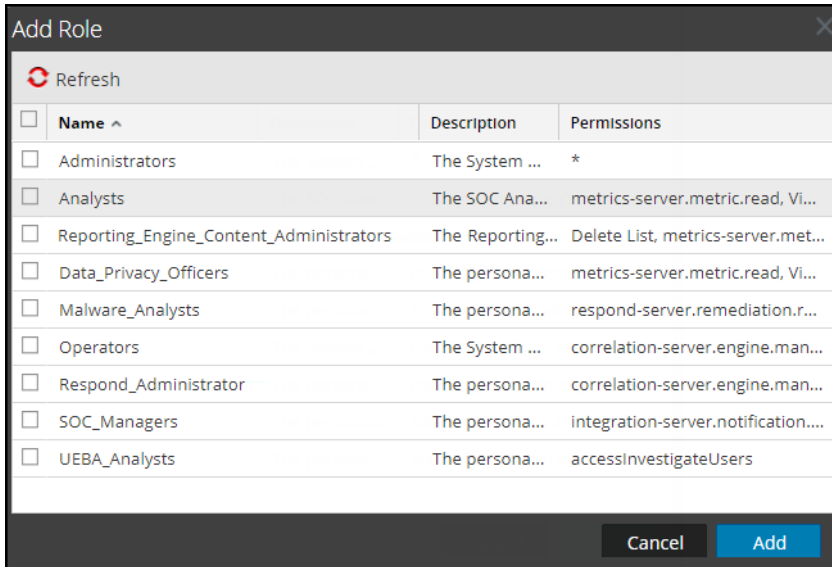 Add Role
Refresh
Name Description Permissions
Administrators The System ... *
Analysts The SOC Ana... metrics-server.metric.read, Vi...
Reporting_Engine_Content_Administrators The Reporting... Delete List, metrics-server.met...
Data_Privacy_Officers The persona... metrics-server.metric.read, Vi...
Malware_Analysts The persona... respond-server.remediation.r...
Operators The System ... correlation-server.engine.man...
Respond_Administrator The persona... correlation-server.engine.man...
SOC_Managers The persona... integration-server.notification....
UEBA_Analysts The persona... accessInvestigateUsers
Cancel Add